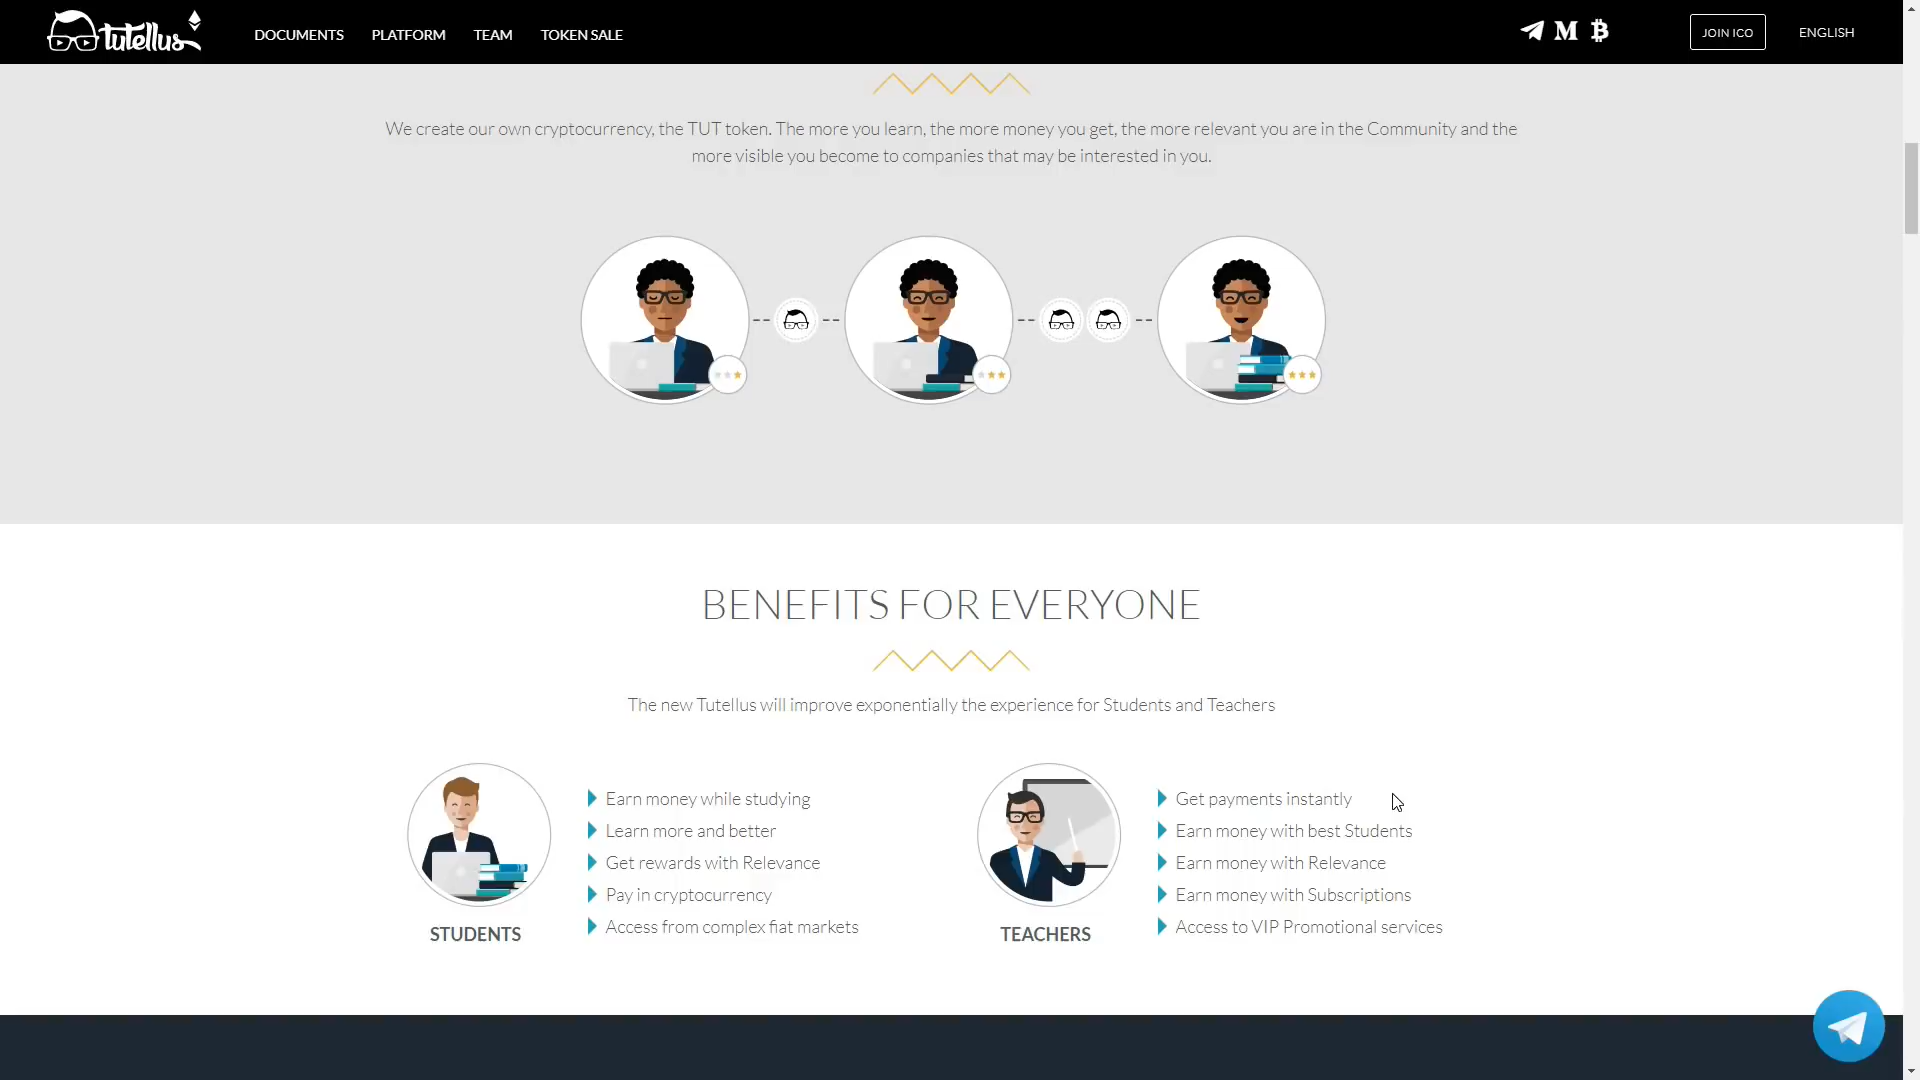 tutellus
DOCUMENTS
PLATFORM
TEAM
TOKEN SALE
JOIN ICO
ENGLISH
We create our own cryptocurrency, the TUT token. The more you learn, the more money you get, the more relevant you are in the Community and the
more visible you become to companies that may be interested in you.
BENEFITS FOR EVERYONE
The new Tutellus will improve exponentially the experience for Students and Teachers
STUDENTS
Earn money while studying
Learn more and better
Get rewards with Relevance
Pay in cryptocurrency
Access from complex fiat markets
TEACHERS
Get payments instantly
Earn money with best Students
Earn money with Relevance
Earn money with Subscriptions
Access to VIP Promotional services